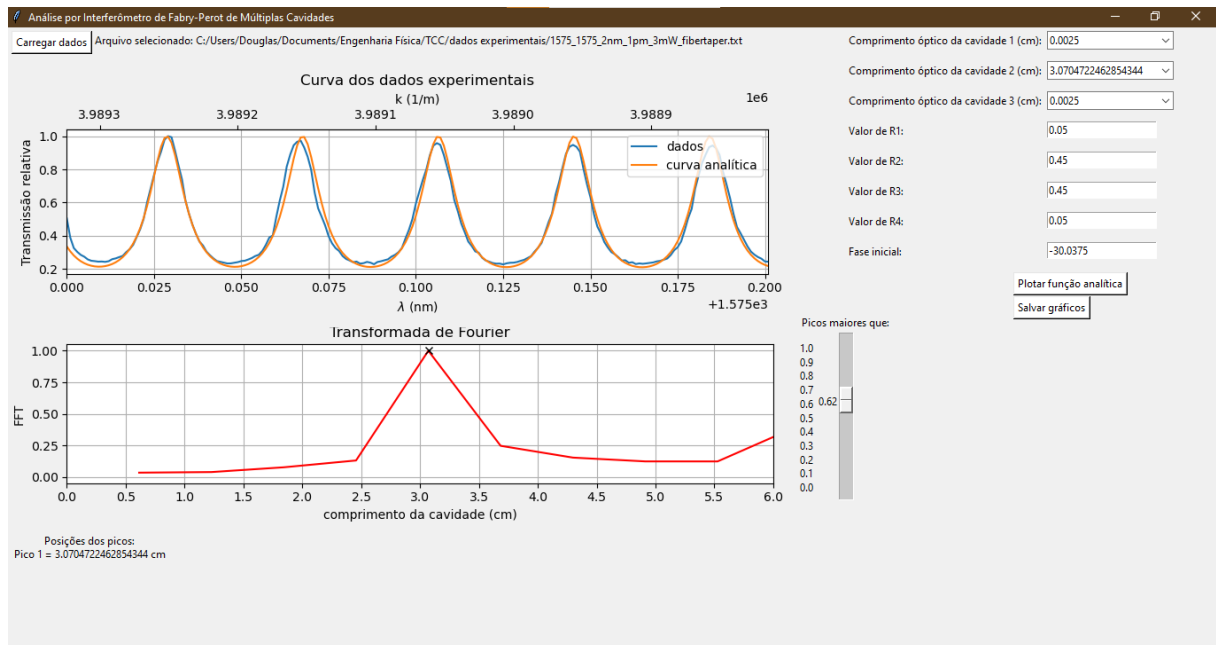 Análise por Interferômetro de Fabry-Perot de Múltiplas Cavidades
Carregar dados Arquivo selecionado: C:/Users/Douglas/Documents/Engenharia Física/TCC/dados experimentais/1575_1575_2nm_1pm_3mW_fibertaper.txt
Curva dos dados experimentais
k (1/m)
1e6
3.9893 3.9892 3.9891 3.9890 3.9889
Transmissão relativa
1.0
0.8
0.6
0.4
0.2
dados
curva analítica
0.000 0.025 0.050 0.075 0.100 0.125 0.150 0.175 0.200
λ (nm)
+1.575e3
Transformada de Fourier
FFT
1.00
0.75
0.50
0.25
0.00
0.0 0.5 1.0 1.5 2.0 2.5 3.0 3.5 4.0 4.5 5.0 5.5 6.0
comprimento da cavidade (cm)
Posições dos picos:
Pico 1 = 3.0704722462854344 cm
Comprimento óptico da cavidade 1 (cm): 0.0025
Comprimento óptico da cavidade 2 (cm): 3.0704722462854344
Comprimento óptico da cavidade 3 (cm): 0.0025
Valor de R1: 0.05
Valor de R2: 0.45
Valor de R3: 0.45
Valor de R4: 0.05
Fase inicial: -30.0375
Plotar função analítica
Salvar gráficos
Picos maiores que:
1.0
0.9
0.8
0.7
0.6 0.62
0.5
0.4
0.3
0.2
0.1
0.0